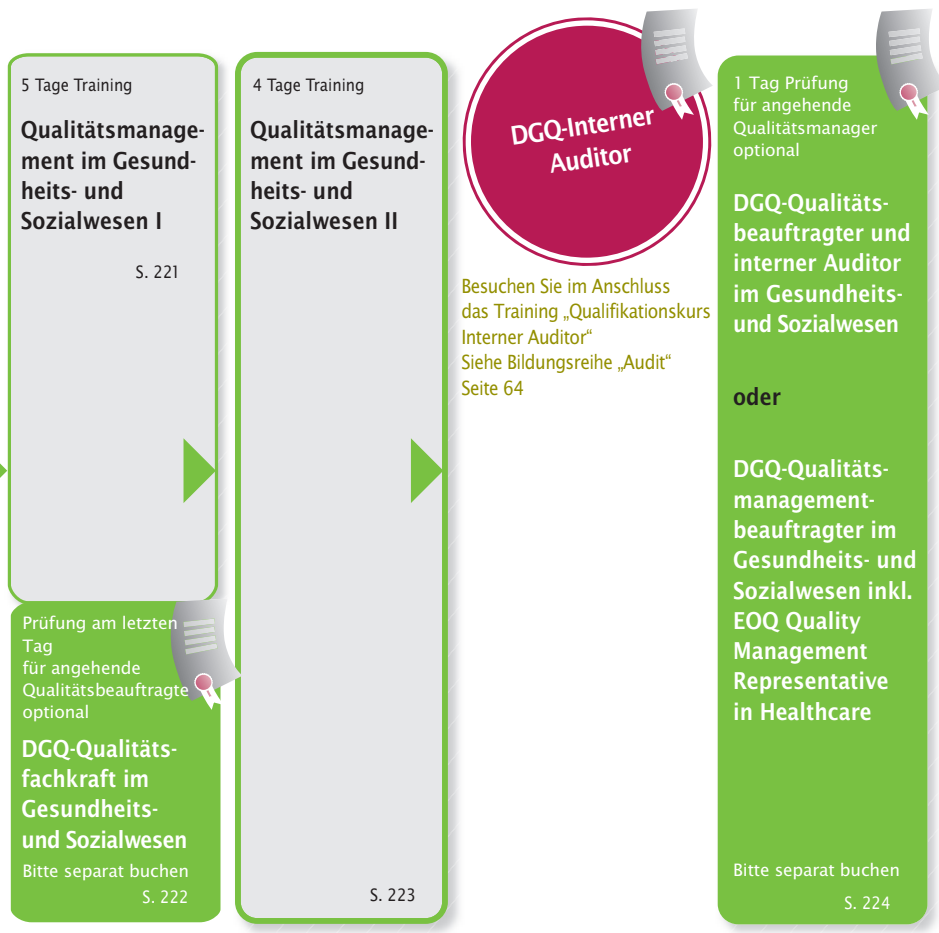 5 Tage Training
Qualitätsmanage-
ment im Gesund-
heits- und
Sozialwesen I
S. 221
Prüfung am letzten
Tag
für angehende
Qualitätsbeauftragte
optional
DGQ-Qualitäts-
fachkraft im
Gesundheits-
und Sozialwesen
Bitte separat buchen
S. 222
4 Tage Training
Qualitätsmanage-
ment im Gesund-
heits- und
Sozialwesen II
S. 223
DGQ-Interner
Auditor
Besuchen Sie im Anschluss
das Training „Qualifikationskurs
Interner Auditor“
Siehe Bildungsreihe „Audit“
Seite 64
1 Tag Prüfung
für angehende
Qualitätsmanager
optional
DGQ-Qualitäts-
beauftragter und
interner Auditor
im Gesundheits-
und Sozialwesen
oder
DGQ-Qualitäts-
management-
beauftragter im
Gesundheits- und
Sozialwesen inkl.
EOQ Quality
Management
Representative
in Healthcare
Bitte separat buchen
S. 224